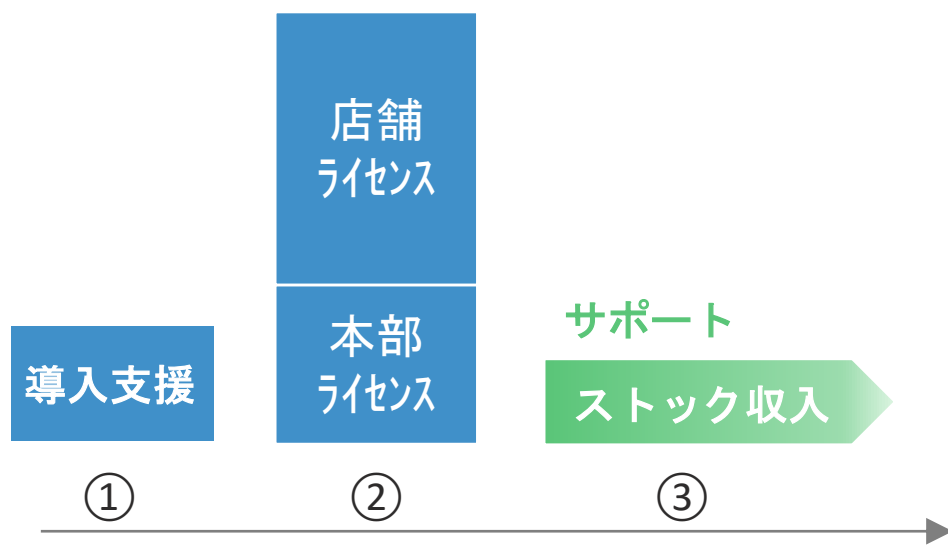 店舗
ライセンス
本部
ライセンス
導入支援
サポート
ストック収入
①
②
③